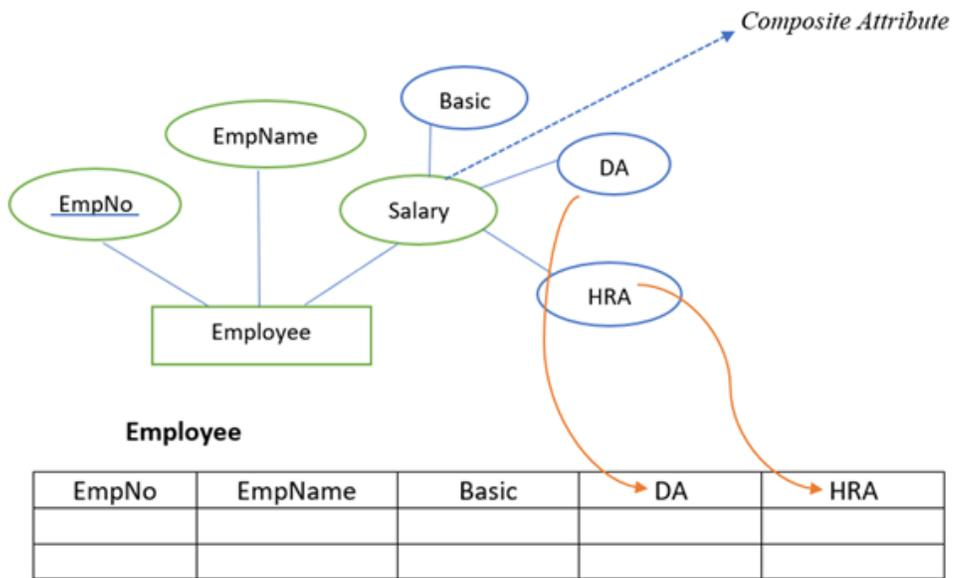 Composite Attribute
Basic
EmpName
DA
EmpNo
Salary
HRA
Employee
Employee
EmpNo EmpName Basic DA HRA